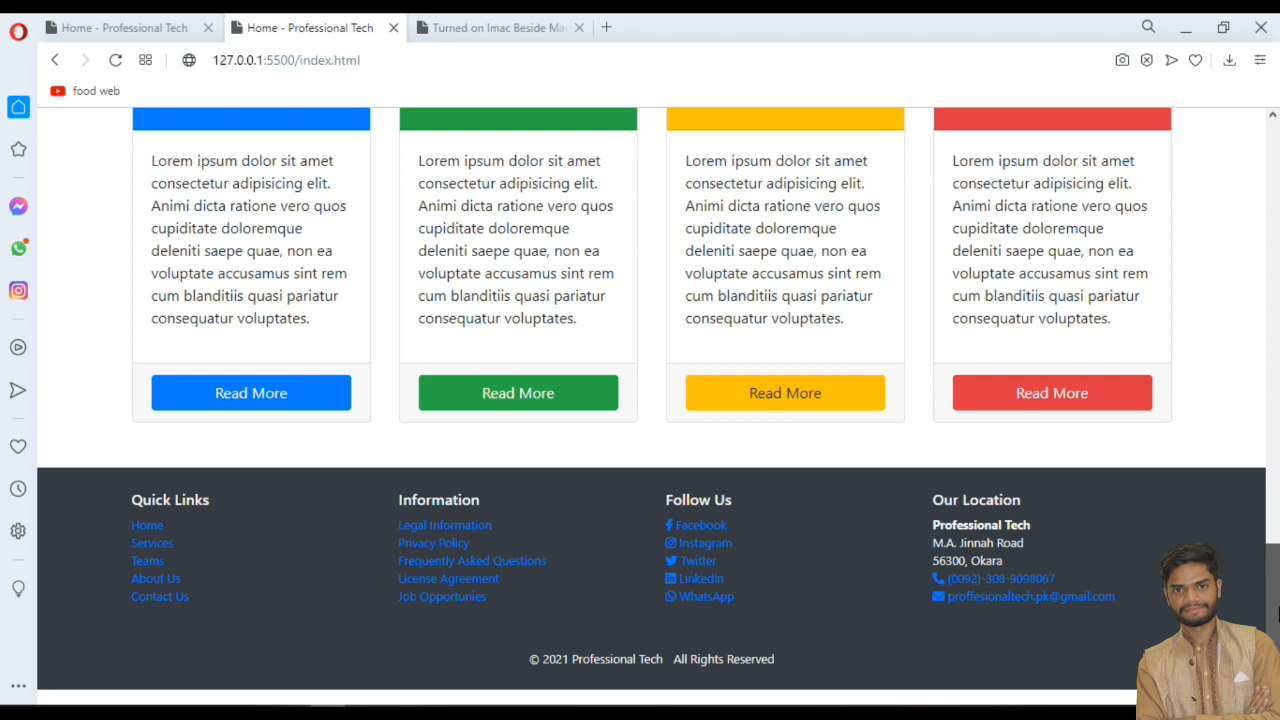 Home - Professional Tech
Home - Professional Tech
Turned on Imac Beside Ma
127.0.0.1:5500/index.html
food web
Lorem ipsum dolor sit amet
consectetur adipisicing elit.
Animi dicta ratione vero quos
cupiditate doloremque
deleniti saepe quae, non ea
voluptate accusamus sint rem
cum blanditiis quasi pariatur
consequatur voluptates.
Read More
Lorem ipsum dolor sit amet
consectetur adipisicing elit.
Animi dicta ratione vero quos
cupiditate doloremque
deleniti saepe quae, non ea
voluptate accusamus sint rem
cum blanditiis quasi pariatur
consequatur voluptates.
Read More
Lorem ipsum dolor sit amet
consectetur adipisicing elit.
Animi dicta ratione vero quos
cupiditate doloremque
deleniti saepe quae, non ea
voluptate accusamus sint rem
cum blanditiis quasi pariatur
consequatur voluptates.
Read More
Lorem ipsum dolor sit amet
consectetur adipisicing elit.
Animi dicta ratione vero quos
cupiditate doloremque
deleniti saepe quae, non ea
voluptate accusamus sint rem
cum blanditiis quasi pariatur
consequatur voluptates.
Read More
Quick Links
Home
Services
Teams
About Us
Contact Us
Information
Legal Information
Privacy Policy
Frequently Asked Questions
License Agreement
Job Opportunies
Follow Us
Facebook
Instagram
Twitter
LinkedIn
WhatsApp
Our Location
Professional Tech
M.A. Jinnah Road
56300, Okara
(0092)-308-9098067
proffesionaltech.pk@gmail.com
© 2021 Professional Tech All Rights Reserved